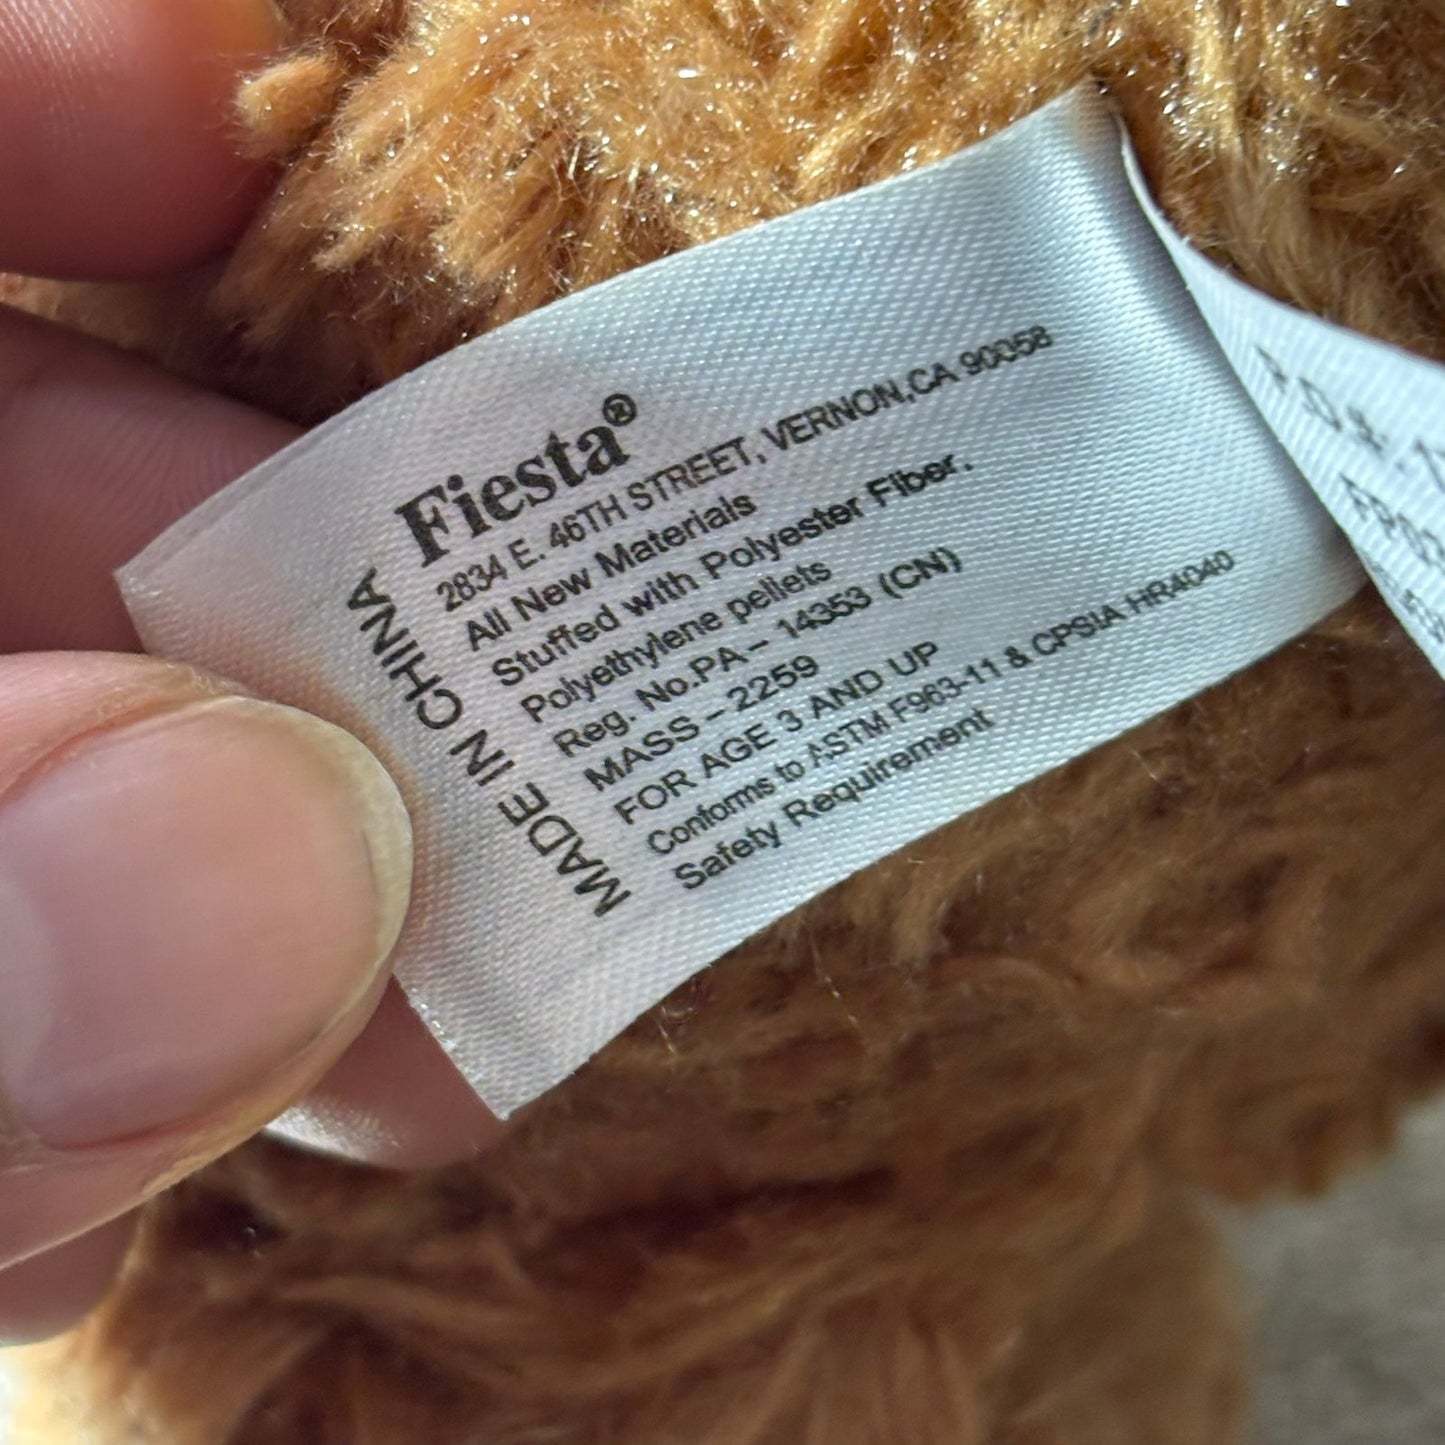 Fiesta®
2834 E. 46TH STREET, VERNON,CA 90058
All New Materials
Stuffed with Polyester Fiber,
Polyethylene pellets
Reg. No.PA- 14353 (CN)
MASS - 2259
FOR AGE 3 AND UP
Conforms to ASTM F963-11 & CPSIA HR4040
Safety Requirement
MADE IN CHINA